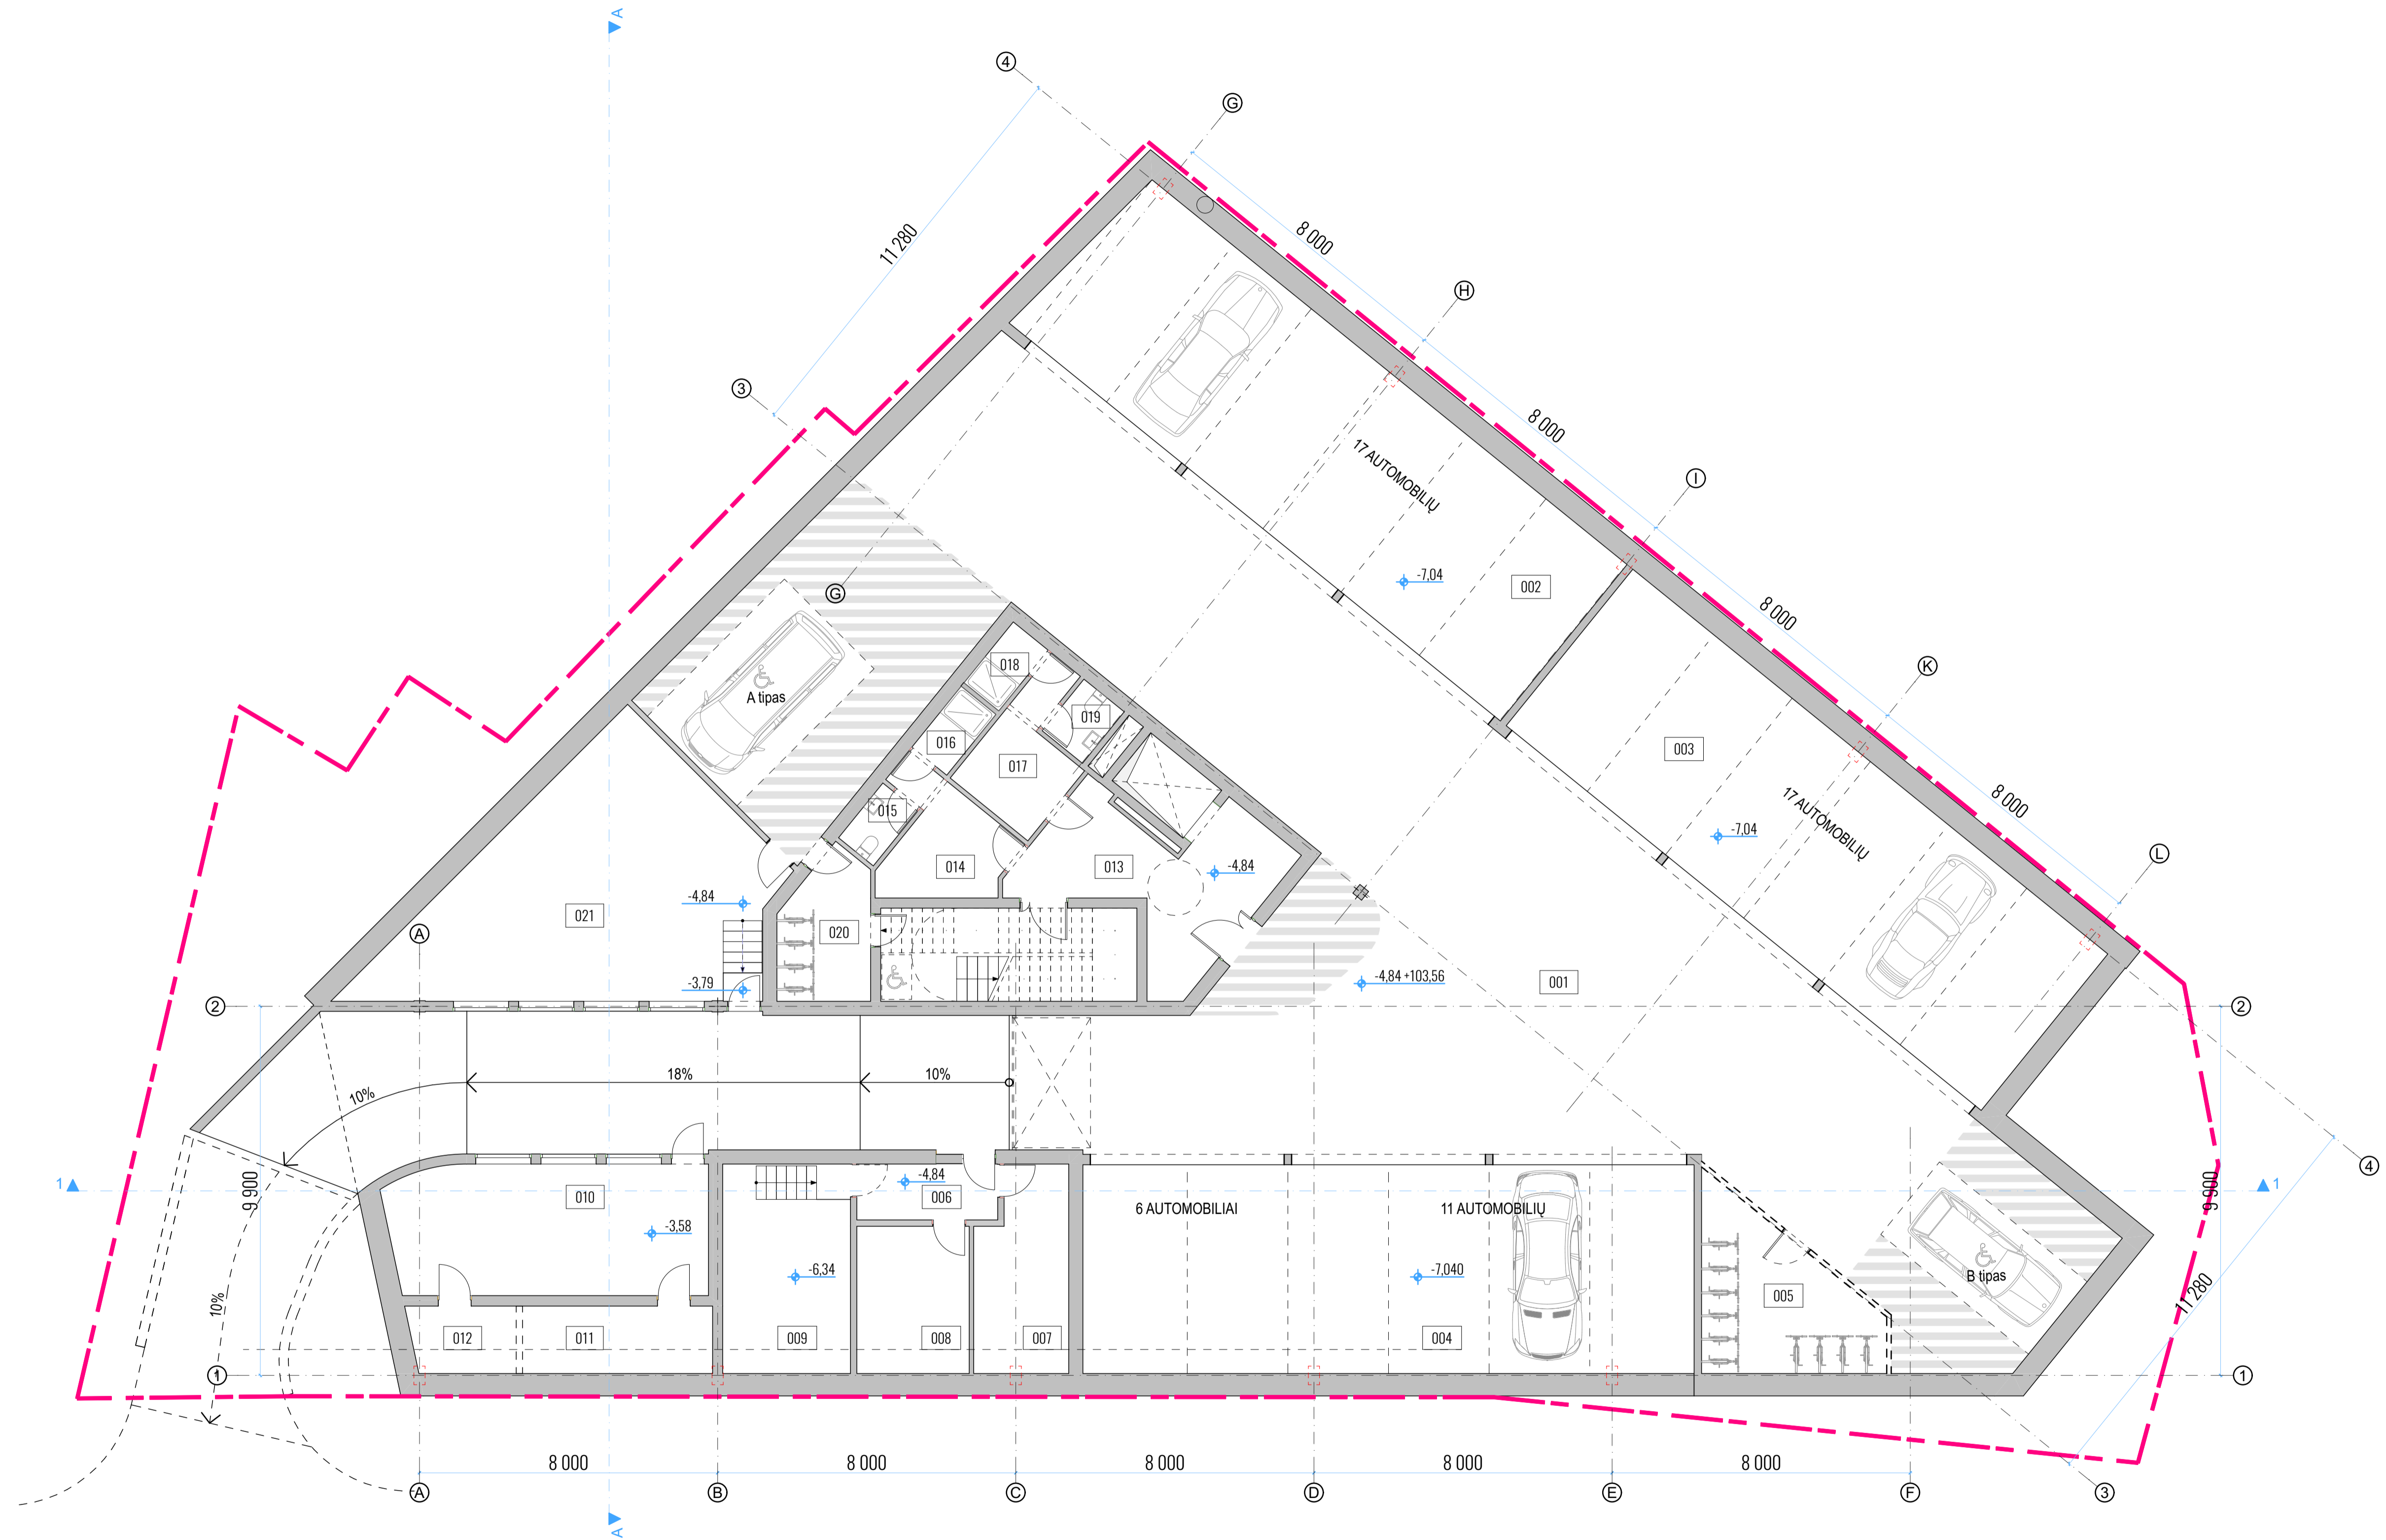 A
4
G
11 280
8 000
H
3
8 000
17 AUTOMOBILIŲ
I
-7,04
002
G
8 000
A tipas
018
K
019
016
003
017
8 000
17 AUTOMOBILIŲ
015
-7,04
L
014
013
-4,84
-4,84
021
020
A
-4,84 +103,56
001
-3,79
2
2
18%
10%
10%
4
1
010
-4,84
006
1
9 900
9 900
6 AUTOMOBILIAI
11 AUTOMOBILIŲ
-3,58
-6,34
-7,040
B tipas
10%
005
11 280
012
011
009
008
007
004
1
1
8 000
8 000
8 000
8 000
8 000
A
B
C
D
E
F
3
A